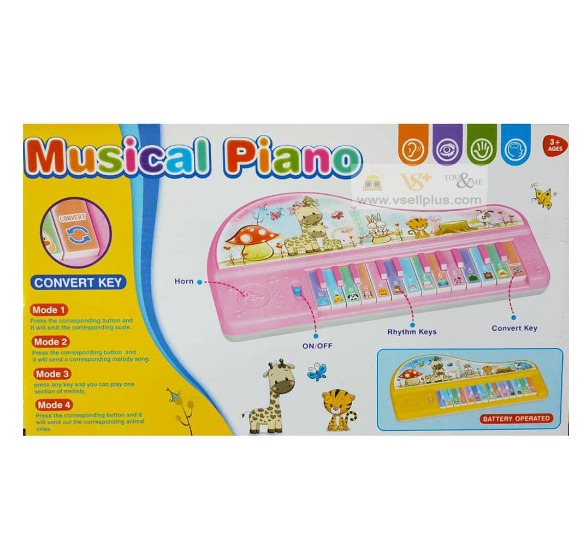 Musical Piano
3+
AGES
VS+ YOU&ME
www.vsellplus.com
CONVERT
CONVERT KEY
Horn
ON/OFF
Rhythm Keys
Convert Key
Mode 1
Press the corresponding button and
it will emit the corresponding scale.
Mode 2
Press the corresponding button and
it will send a corresponding melody song.
Mode 3
press any key and you can play one
section of melody.
Mode 4
Press the corresponding button and it
will send out the corresponding animal
cries.
BATTERY OPERATED